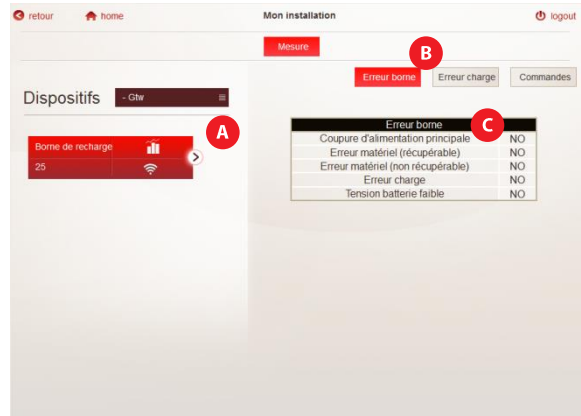 retour home Mon installation logout
Mesure
B
Erreur borne Erreur charge Commandes
Dispositifs - Gtw
A
Erreur borne C
Borne de recharge
25
Coupure d'alimentation principale NO
Erreur matériel (récupérable) NO
Erreur matériel (non récupérable) NO
Erreur charge NO
Tension batterie faible NO